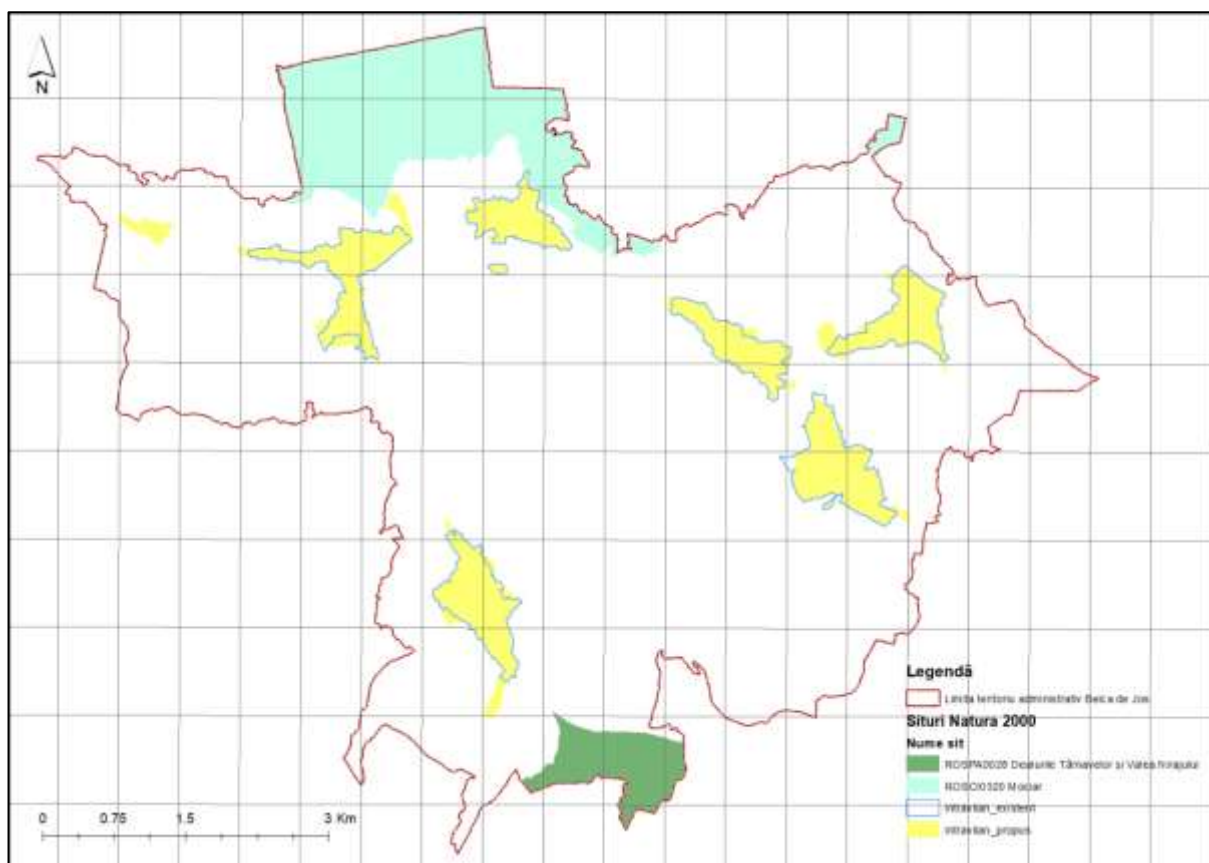 N
Legendă
Limita teritoriu administrativ Beica de Jos
Situri Natura 2000
Nume sit
ROSPA0028 Dealurile Târnavelor și Valea Nirajului
ROSCI0320 Mociar
Intravilan_existent
Intravilan_propus
0 0.75 1.5 3 Km